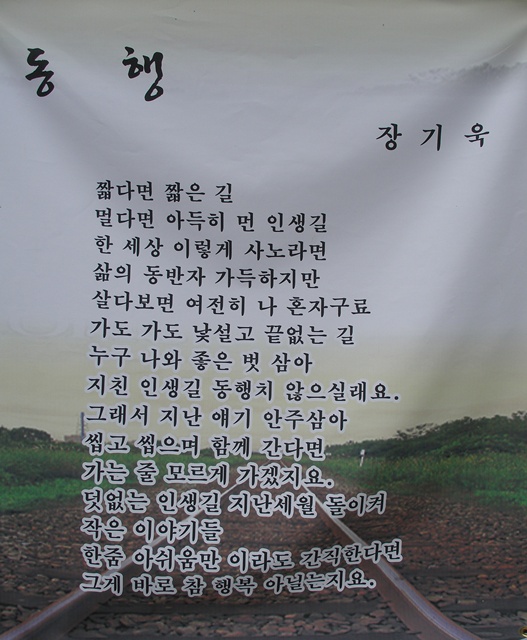 동 행
장 기 욱
짧다면 짧은 길
멀다면 아득히 먼 인생길
한 세상 이렇게 사노라면
삶의 동반자 가득하지만
살다보면 여전히 나 혼자구료
가도 가도 낯설고 끝없는 길
누구 나와 좋은 벗 삼아
지친 인생길 동행치 않으실래요.
그래서 지난 얘기 안주삼아
씹고 씹으며 함께 간다면
가는 줄 모르게 가겠지요.
덧없는 인생길 지난세월 돌이켜
작은 이야기들
한줌 아쉬움만 이라도 간직한다면
그게 바로 참 행복 아닐는지요.